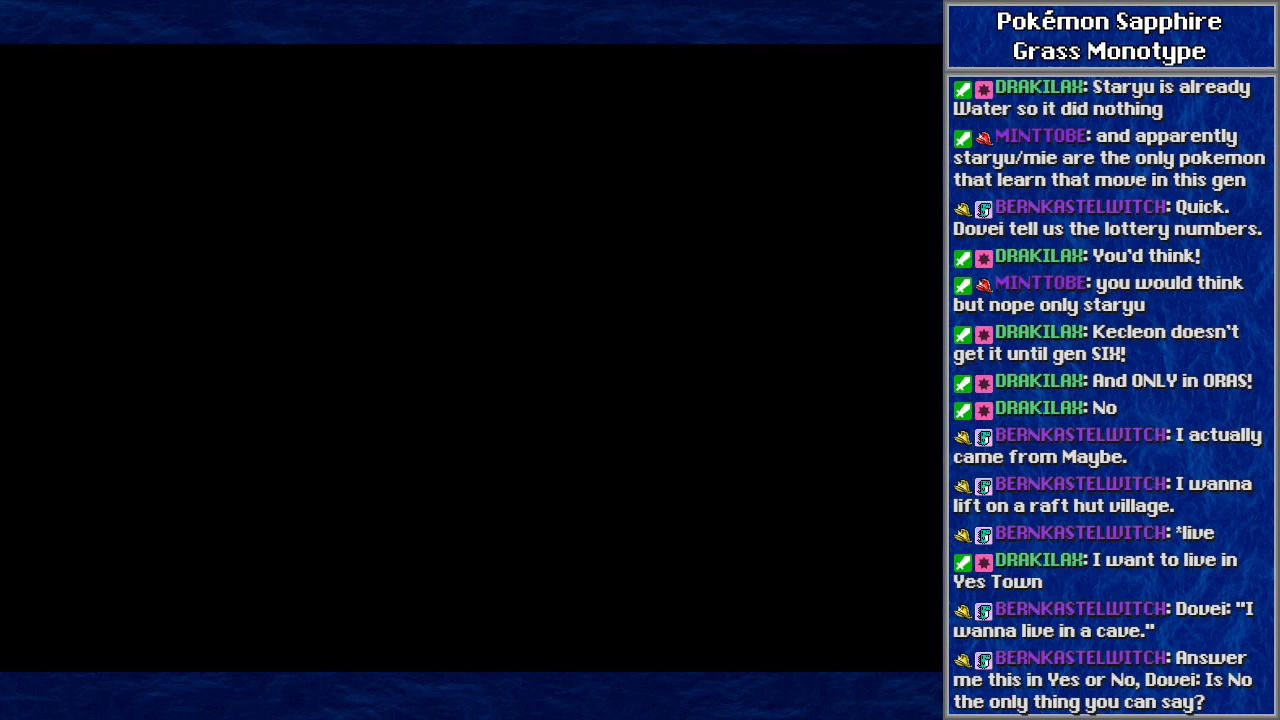 Pokémon Sapphire
Grass Monotype
DRAKILAX: Staryu is already
Water so it did nothing
MINTTOBE: and apparently
staryu/mie are the only pokemon
that learn that move in this gen
BERNKASTELWITCH: Quick.
Dovei tell us the lottery numbers.
DRAKILAX: You'd think!
MINTTOBE: you would think
but nope only staryu
DRAKILAX: Kecleon doesn't
get it until gen SIX!
DRAKILAX: And ONLY in ORAS!
DRAKILAX: No
BERNKASTELWITCH: I actually
came from Maybe.
BERNKASTELWITCH: I wanna
lift on a raft hut village.
BERNKASTELWITCH: *live
DRAKILAX: I want to live in
Yes Town
BERNKASTELWITCH: Dovei: "I
wanna live in a cave."
BERNKASTELWITCH: Answer
me this in Yes or No, Dovei: Is No
the only thing you can say?